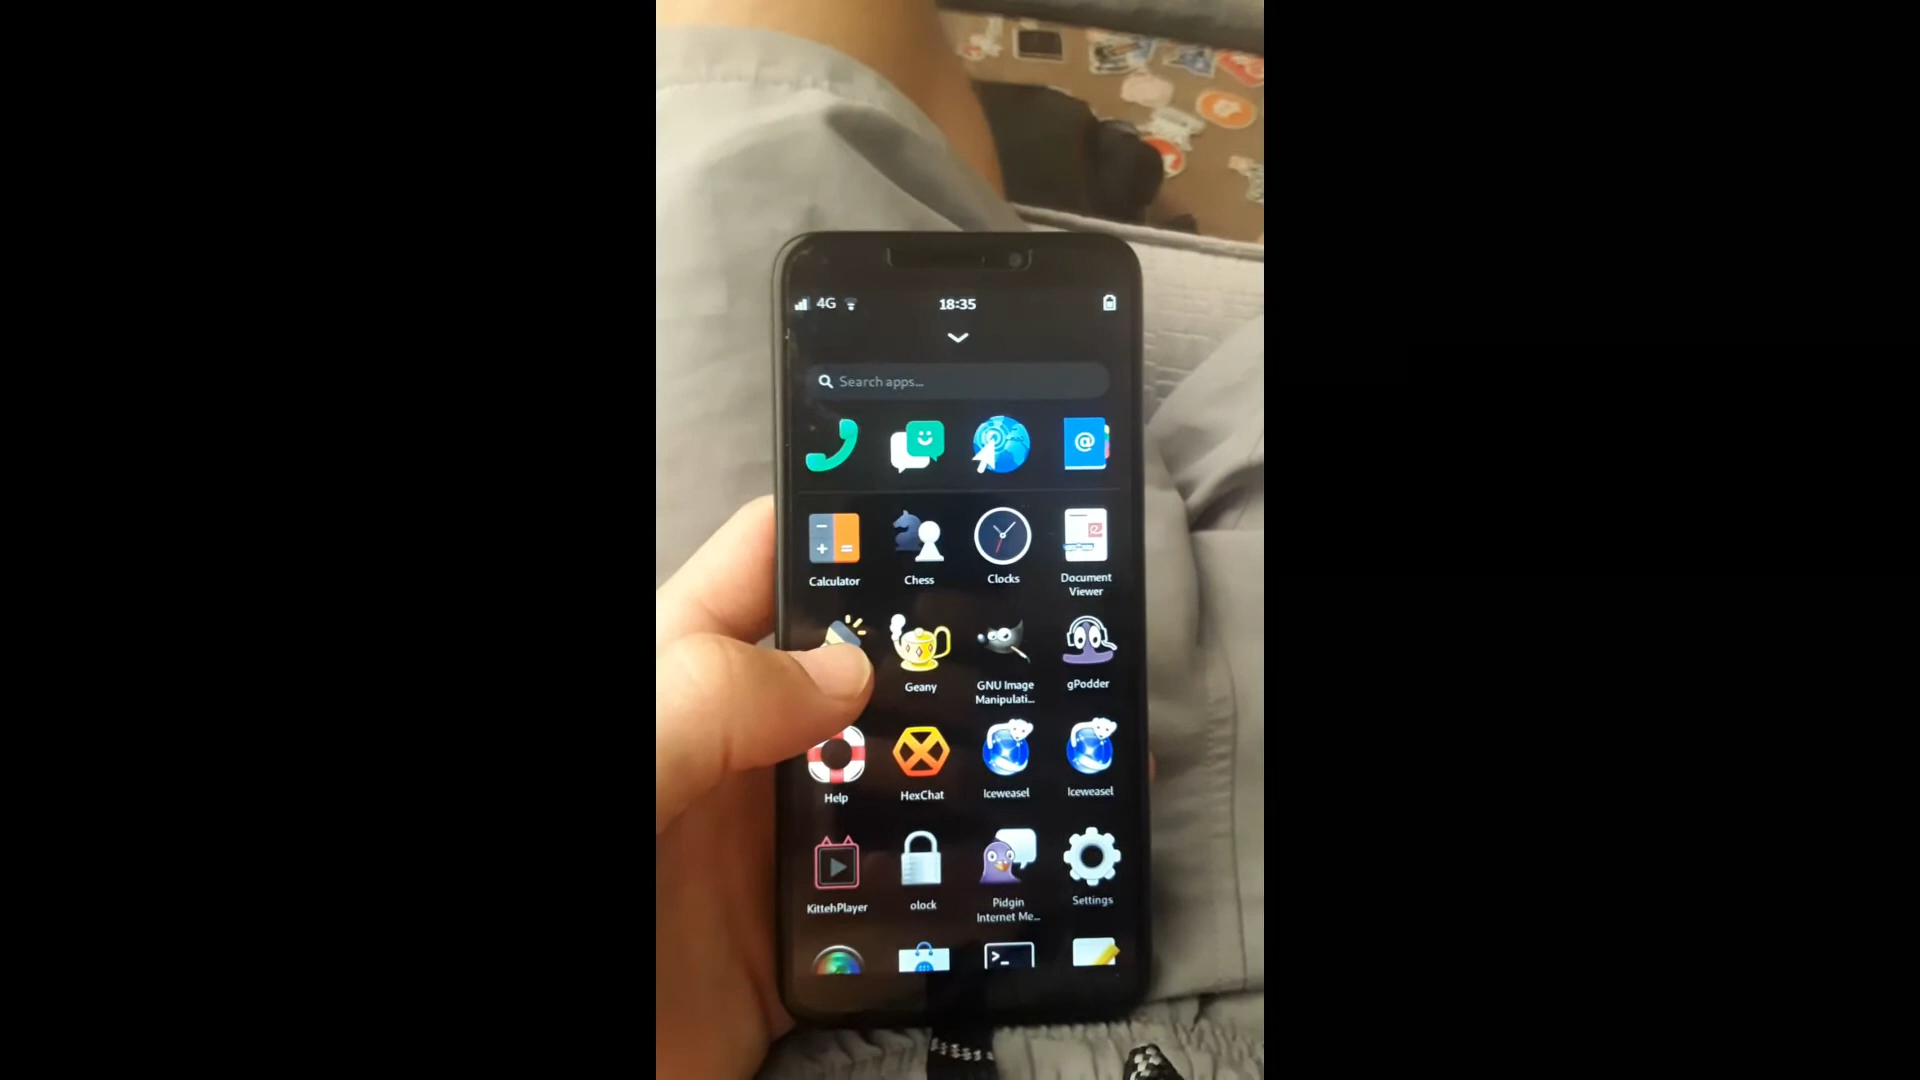 4G
18:35
Search apps...
@
Calculator
Chess
Clocks
Document
Viewer
Geany
GNU Image
Manipulati...
gPodder
Help
HexChat
Iceweasel
Iceweasel
KittehPlayer
olock
Pidgin
Internet Me...
Settings
>_